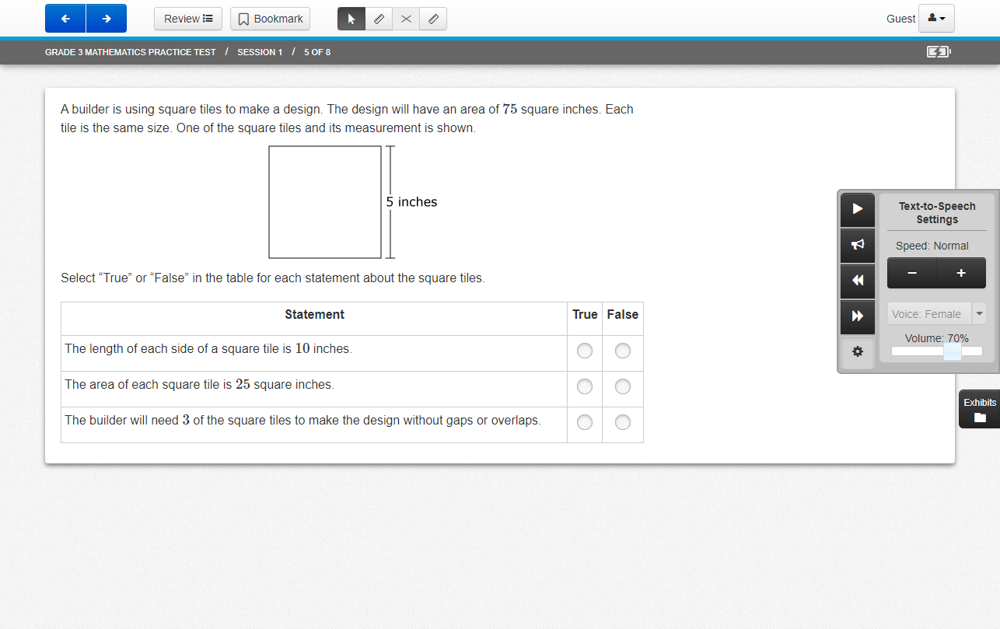 Review
Bookmark
Guest
GRADE 3 MATHEMATICS PRACTICE TEST / SESSION 1 / 5 OF 8
A builder is using square tiles to make a design. The design will have an area of 75 square inches. Each
tile is the same size. One of the square tiles and its measurement is shown.
5 inches
Select “True” or “False” in the table for each statement about the square tiles.
Statement True False
The length of each side of a square tile is 10 inches.
The area of each square tile is 25 square inches.
The builder will need 3 of the square tiles to make the design without gaps or overlaps.
Text-to-Speech
Settings
Speed: Normal
Voice: Female
Volume: 70%
Exhibits